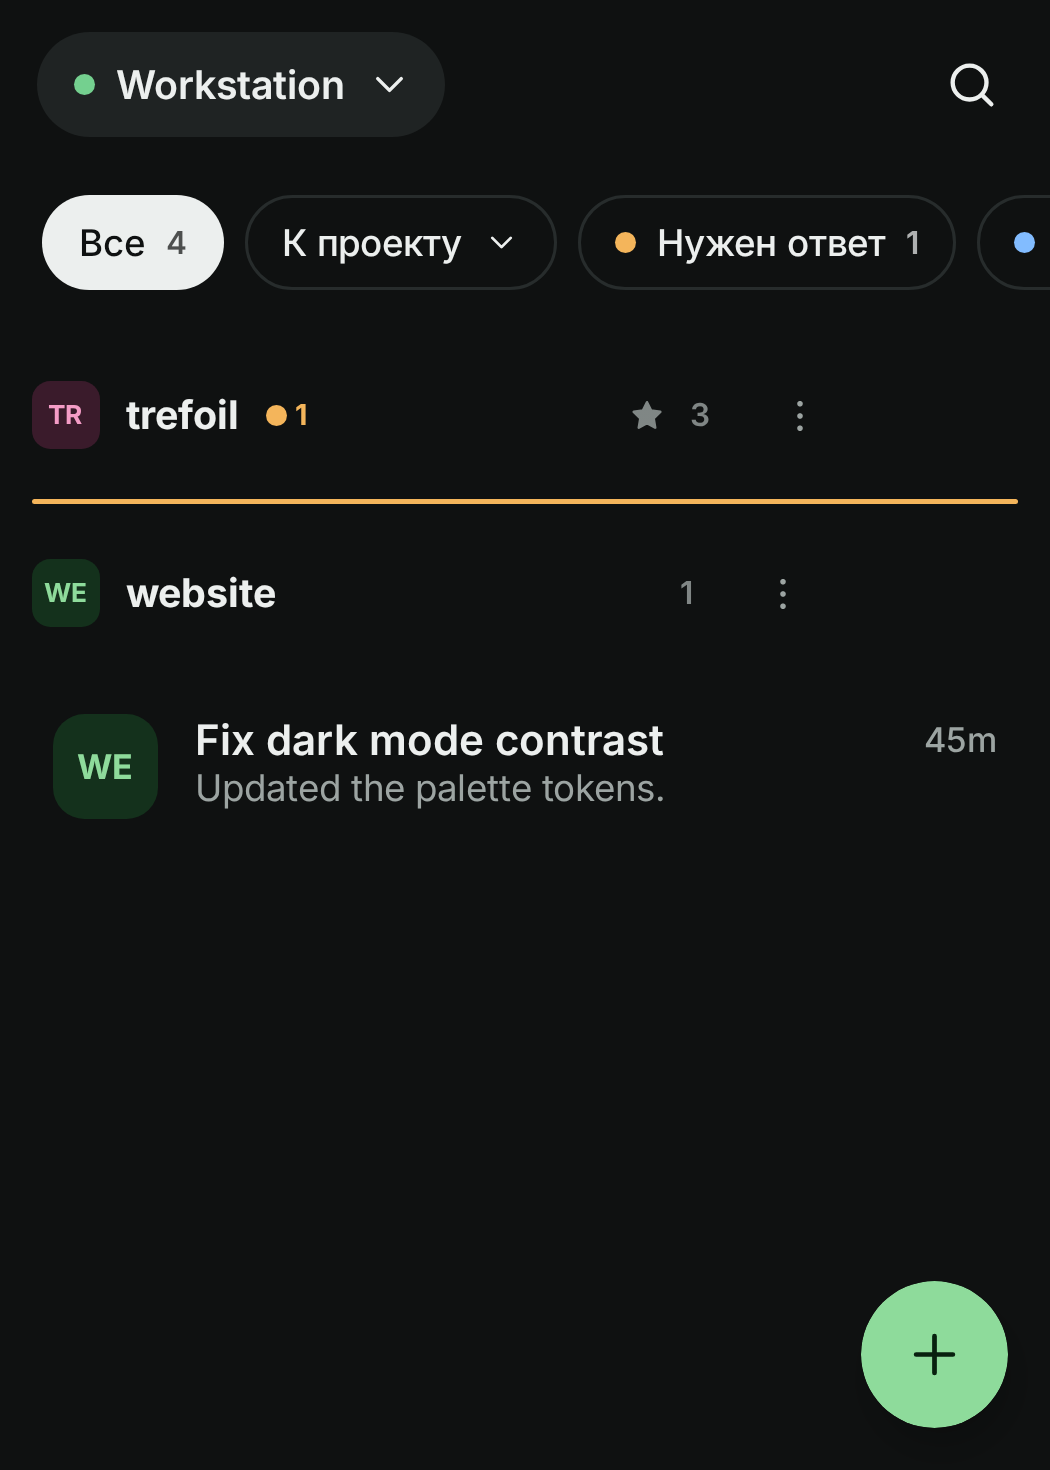 Workstation
Все 4 К проекту Нужен ответ 1
TR trefoil 1 3
WE website 1
WE Fix dark mode contrast 45m
Updated the palette tokens.